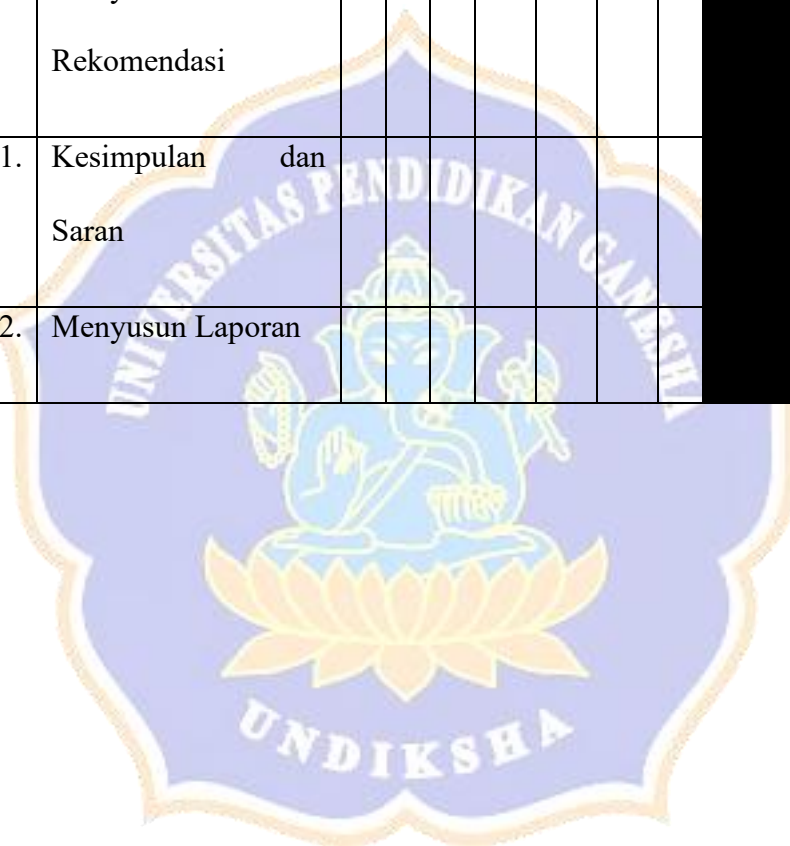 Rekomendasi
1. Kesimpulan dan
Saran
2. Menyusun Laporan
UNIVERSITAS PENDIDIKAN GANESHA
UNDIKSHA